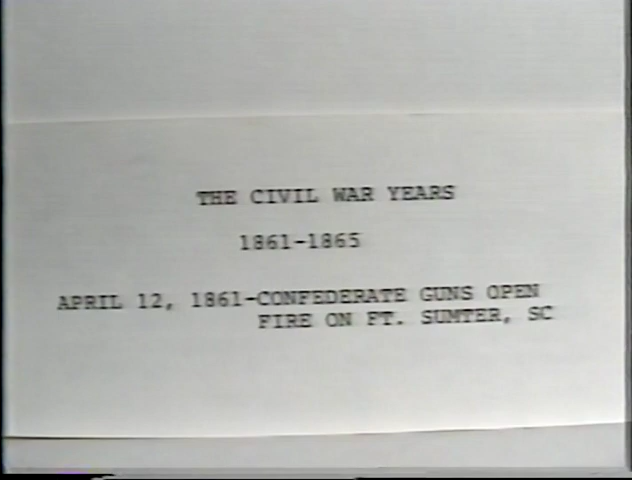 THE CIVIL WAR YEARS
1861-1865
APRIL 12, 1861-CONFEDERATE GUNS OPEN
FIRE ON FT. SUMTER, SC